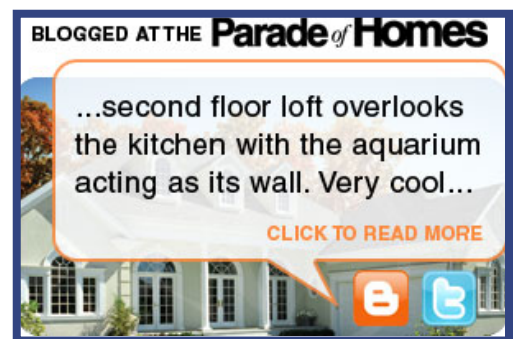 BLOGGED AT THE Parade of Homes
...second floor loft overlooks
the kitchen with the aquarium
acting as its wall. Very cool...
CLICK TO READ MORE